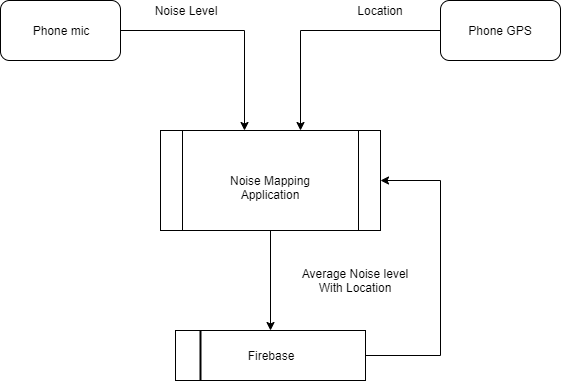 Noise Level
Location
Phone mic
Phone GPS
Noise Mapping
Application
Average Noise level
With Location
Firebase